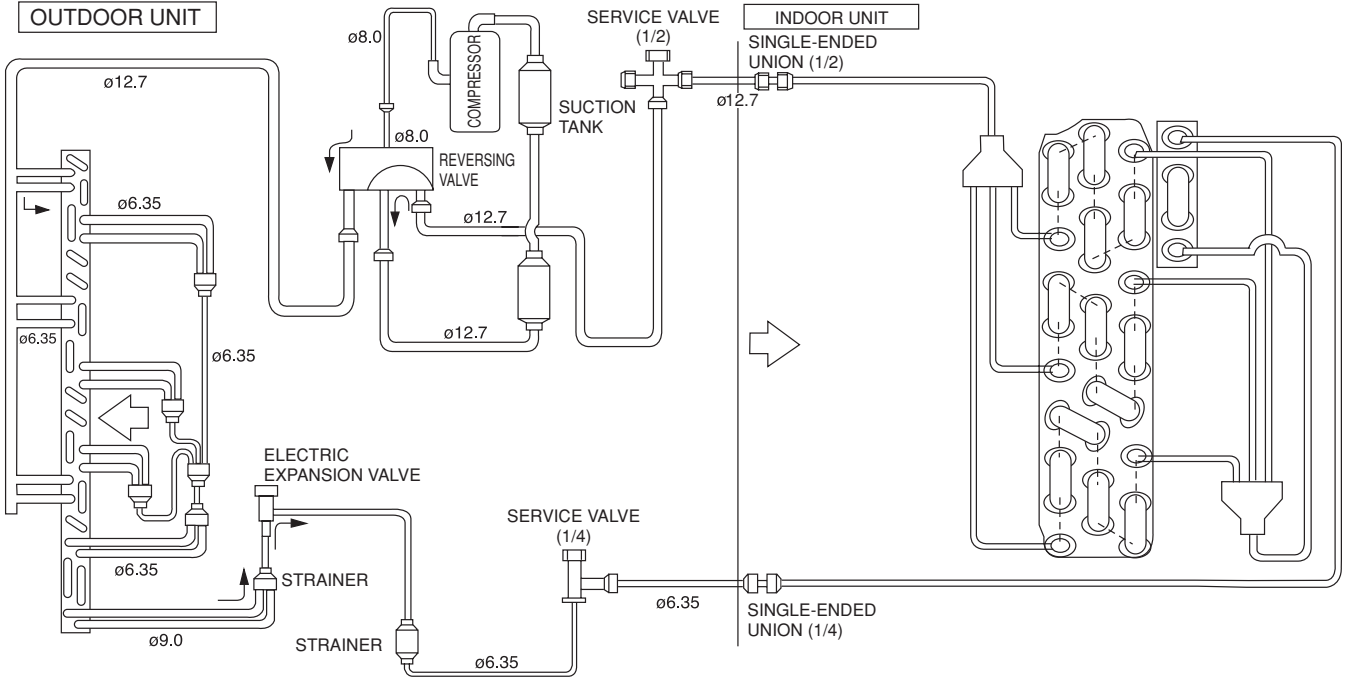 OUTDOOR UNIT
SERVICE VALVE
(1/2)
INDOOR UNIT
SINGLE-ENDED
UNION (1/2)
ø8.0
COMPRESSOR
ø12.7
SUCTION
TANK
ø12.7
ø8.0
REVERSING
VALVE
ø6.35
ø12.7
ø6.35
ø12.7
ø6.35
ELECTRIC
EXPANSION VALVE
SERVICE VALVE
(1/4)
ø6.35
STRAINER
ø6.35
SINGLE-ENDED
UNION (1/4)
ø9.0
STRAINER
ø6.35